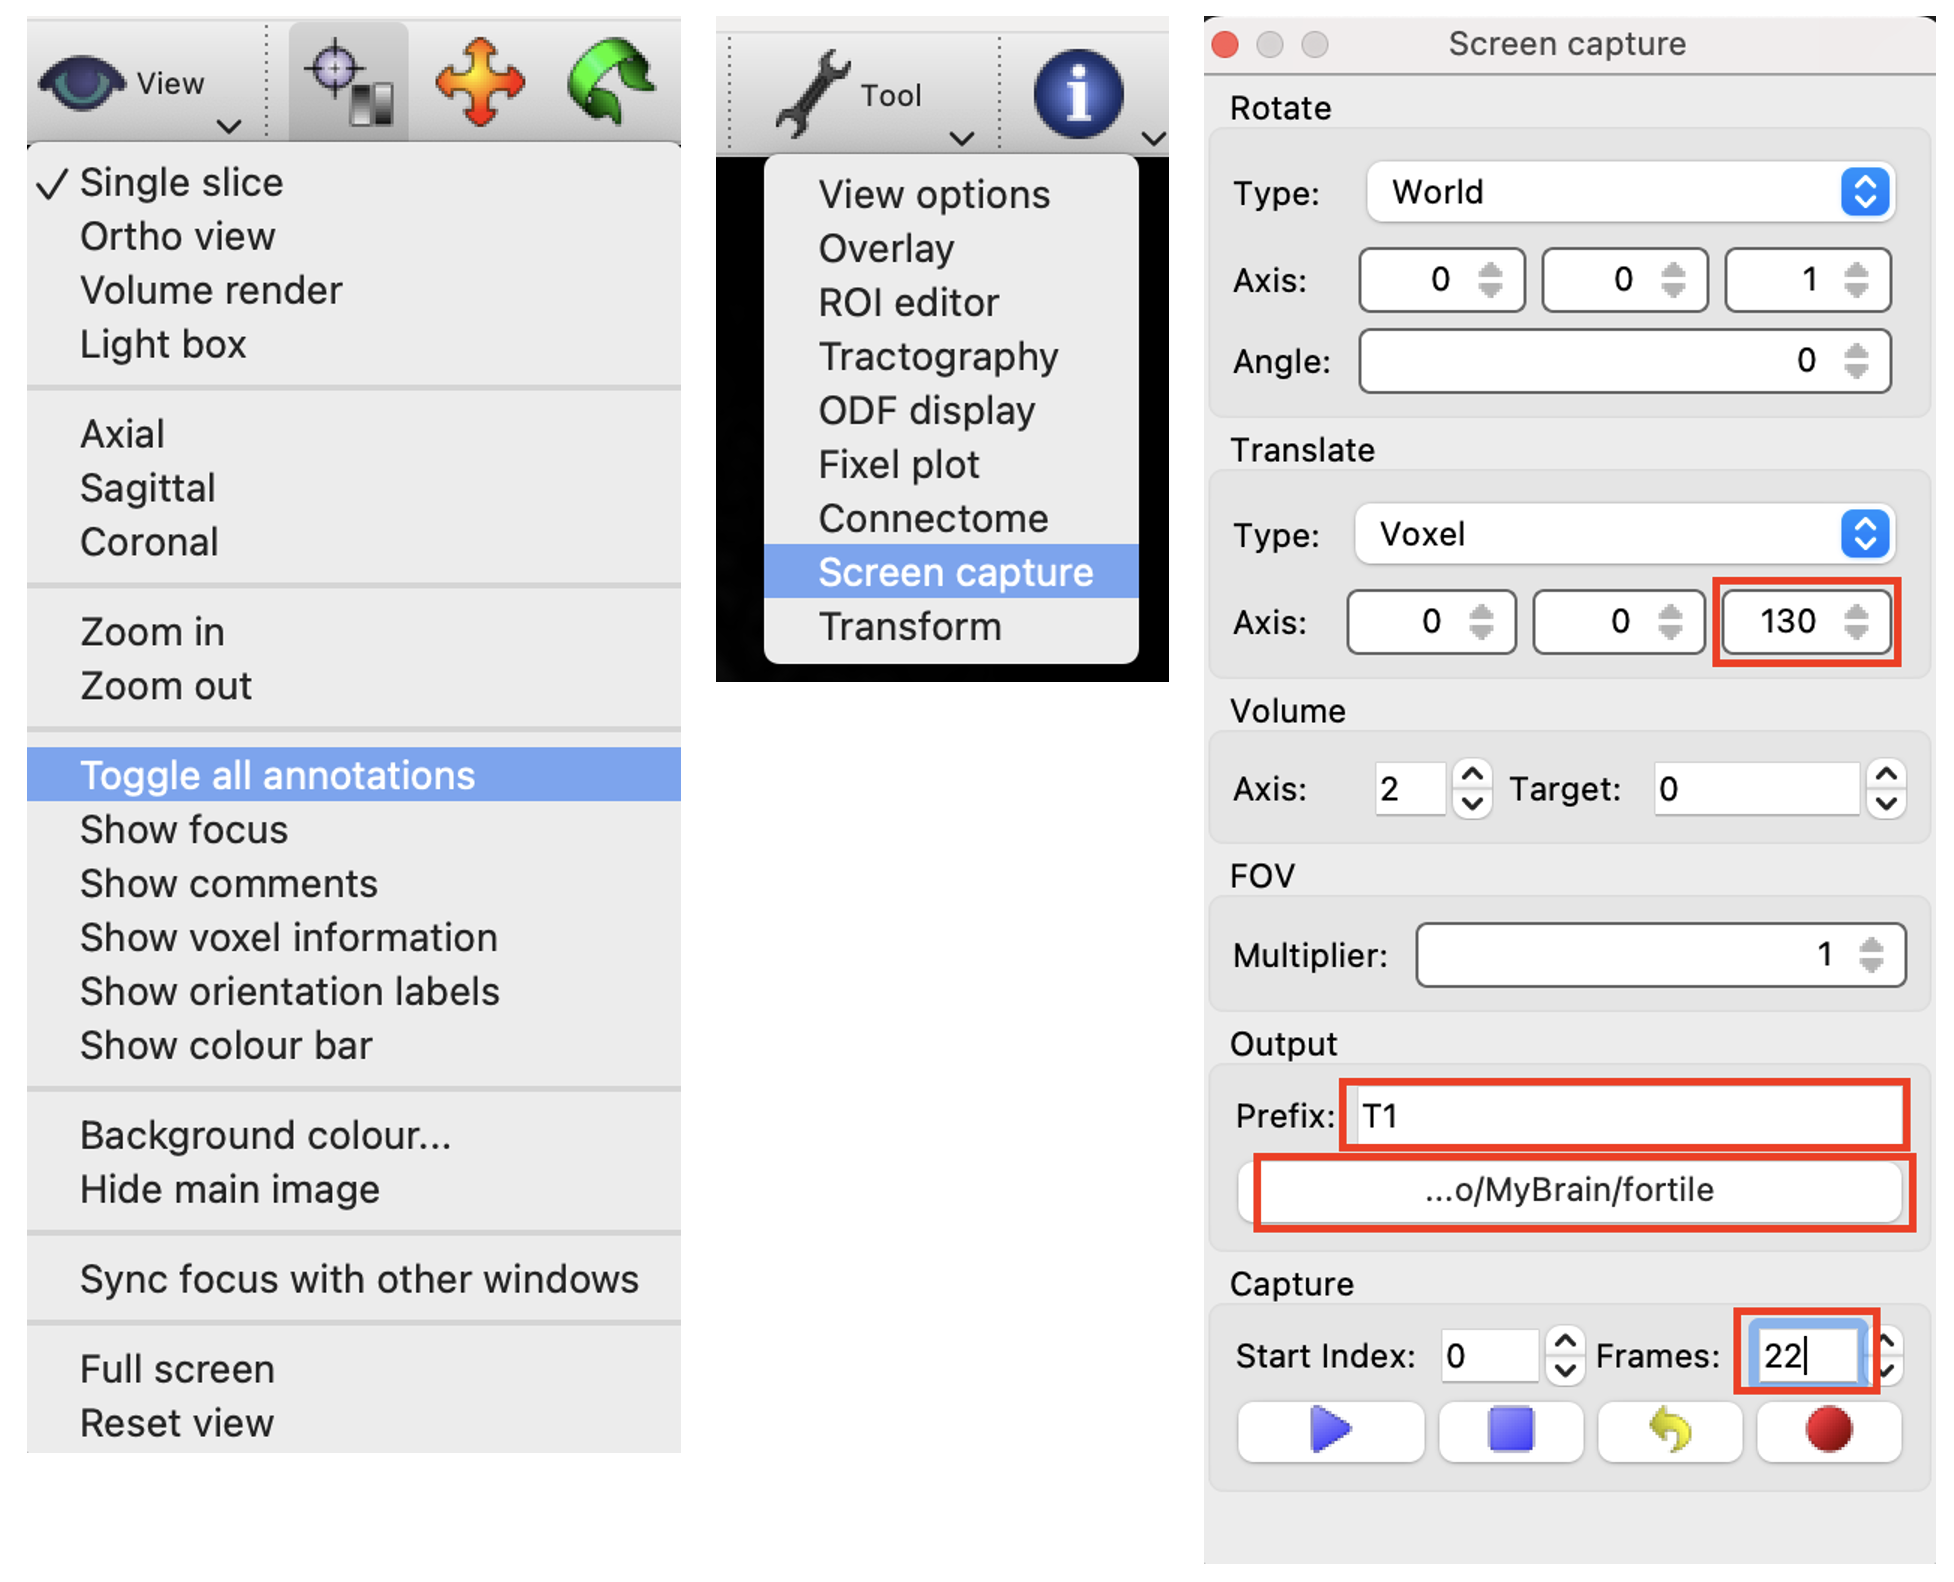 View
✓ Single slice
Ortho view
Volume render
Light box
Axial
Sagittal
Coronal
Zoom in
Zoom out
Toggle all annotations
Show focus
Show comments
Show voxel information
Show orientation labels
Show colour bar
Background colour...
Hide main image
Sync focus with other windows
Full screen
Reset view
Tool
i
View options
Overlay
ROI editor
Tractography
ODF display
Fixel plot
Connectome
Screen capture
Transform
Screen capture
Rotate
Type: World
Axis: 0 0 1
Angle: 0
Translate
Type: Voxel
Axis: 0 0 130
Volume
Axis: 2 Target: 0
FOV
Multiplier: 1
Output
Prefix: T1
...o/MyBrain/fortile
Capture
Start Index: 0 Frames: 22